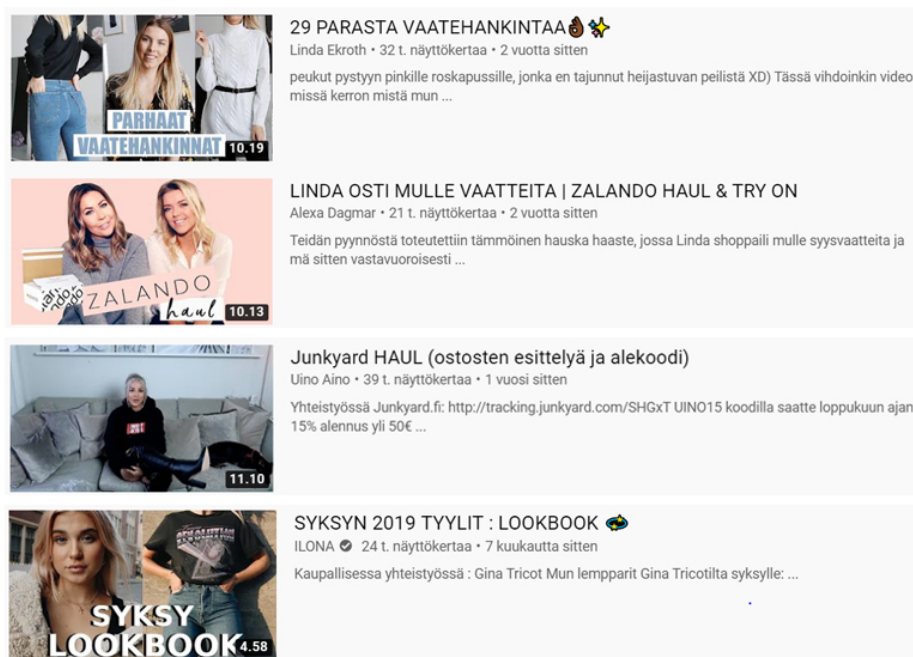 PARHAAT
VAATEHANKINNAT
10.19
29 PARASTA VAATEHANKINTAA👌🏿✨
Linda Ekroth • 32 t. näyttökertaa • 2 vuotta sitten
peukut pystyyn pinkille roskapussille, jonka en tajunnut heijastuvan peilistä XD) Tässä vihdoinkin video
missä kerron mistä mun ...
ZALANDO
haul
10.13
LINDA OSTI MULLE VAATTEITA | ZALANDO HAUL & TRY ON
Alexa Dagmar • 21 t. näyttökertaa • 2 vuotta sitten
Teidän pyynnöstä toteutettiin tämmöinen hauska haaste, jossa Linda shoppaili mulle syysvaatteita ja
mä sitten vastavuoroisesti ...
11.10
Junkyard HAUL (ostosten esittelyä ja alekoodi)
Uino Aino • 39 t. näyttökertaa • 1 vuosi sitten
Yhteistyössä Junkyard.fi: http://tracking.junkyard.com/SHGxT UINO15 koodilla saatte loppukuun ajan
15% alennus yli 50€ ...
SYKSY
LOOKBOOK
4.58
SYKSYN 2019 TYYLIT : LOOKBOOK 💫
ILONA 24 t. näyttökertaa • 7 kuukautta sitten
Kaupallisessa yhteistyössä : Gina Tricot Mun lempparit Gina Tricotilta syksylle: ...